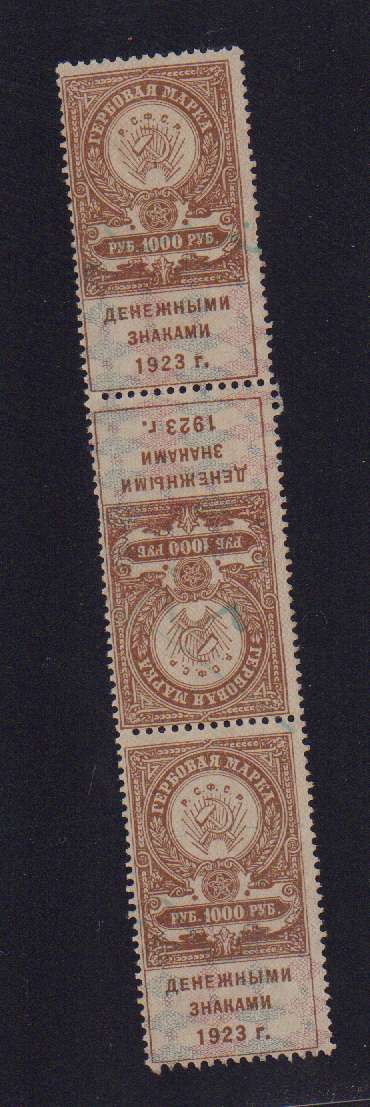 ГЕРБОВАЯ МАРКА
Р.С.Ф.С.Р.
РУБ. 1000 РУБ.
ДЕНЕЖНЫМИ
ЗНАКАМИ
1923 г.
ГЕРБОВАЯ МАРКА
Р.С.Ф.С.Р.
РУБ 1000 РУБ
ДЕНЕЖНЫМИ
ЗНАКАМИ
1923 г.
ГЕРБОВАЯ МАРКА
Р.С.Ф.С.Р.
РУБ. 1000 РУБ.
ДЕНЕЖНЫМИ
ЗНАКАМИ
1923 г.